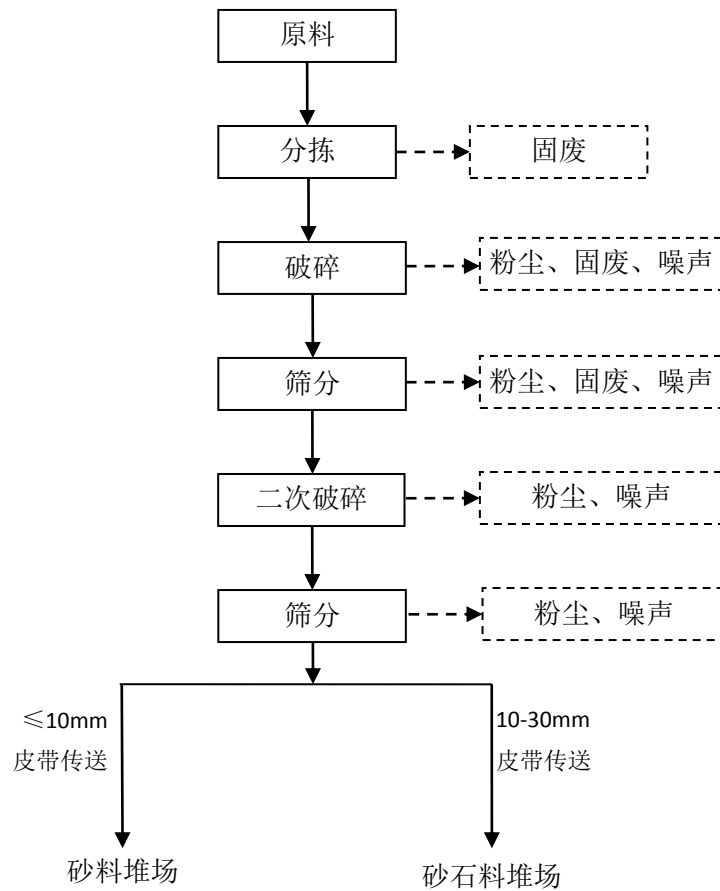 原料
分拣
固废
破碎
粉尘、固废、噪声
筛分
粉尘、固废、噪声
二次破碎
粉尘、噪声
筛分
粉尘、噪声
≤10mm
皮带传送
10-30mm
皮带传送
砂料堆场
砂石料堆场